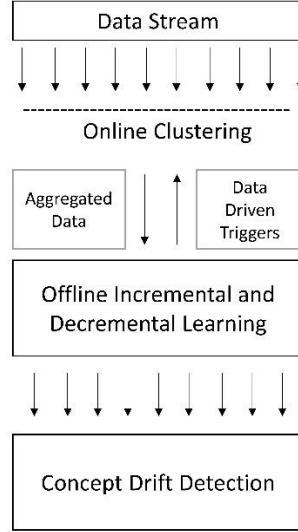 Data Stream
Online Clustering
Aggregated
Data
Data
Driven
Triggers
Offline Incremental and
Decremental Learning
Concept Drift Detection